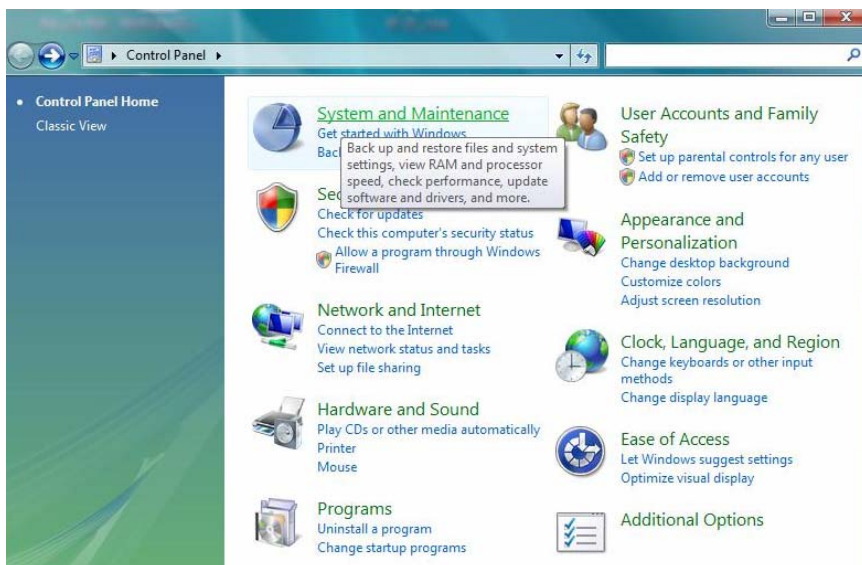 Control Panel
Control Panel Home
Classic View
System and Maintenance
Get started with Windows
Back up and restore files and system
settings, view RAM and processor
speed, check performance, update
software and drivers, and more.
Check for updates
Check this computer's security status
Allow a program through Windows
Firewall
Network and Internet
Connect to the Internet
View network status and tasks
Set up file sharing
Hardware and Sound
Play CDs or other media automatically
Printer
Mouse
Programs
Uninstall a program
Change startup programs
User Accounts and Family
Safety
Set up parental controls for any user
Add or remove user accounts
Appearance and
Personalization
Change desktop background
Customize colors
Adjust screen resolution
Clock, Language, and Region
Change keyboards or other input
methods
Change display language
Ease of Access
Let Windows suggest settings
Optimize visual display
Additional Options